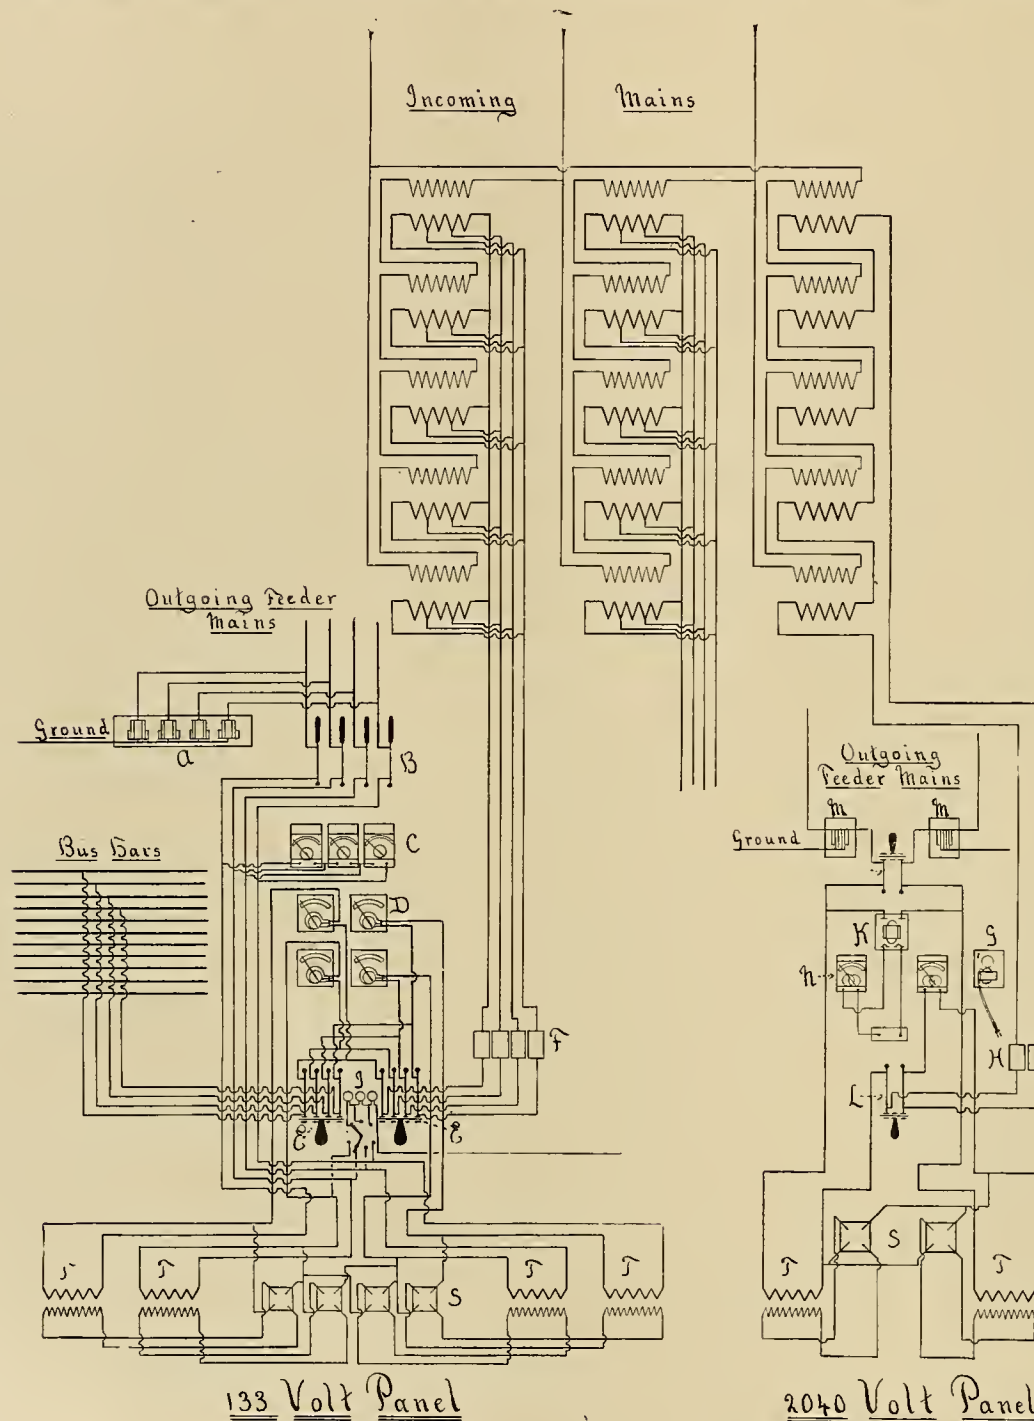 Incoming Mains
Outgoing Feeder
Mains
Ground
a
B
Outgoing
Feeder Mains
M M
Ground
C
Bus Bars
D
K
G
N
F
H
J
L
E E
T T S T T
T S T
133 Volt Panel
2040 Volt Panel